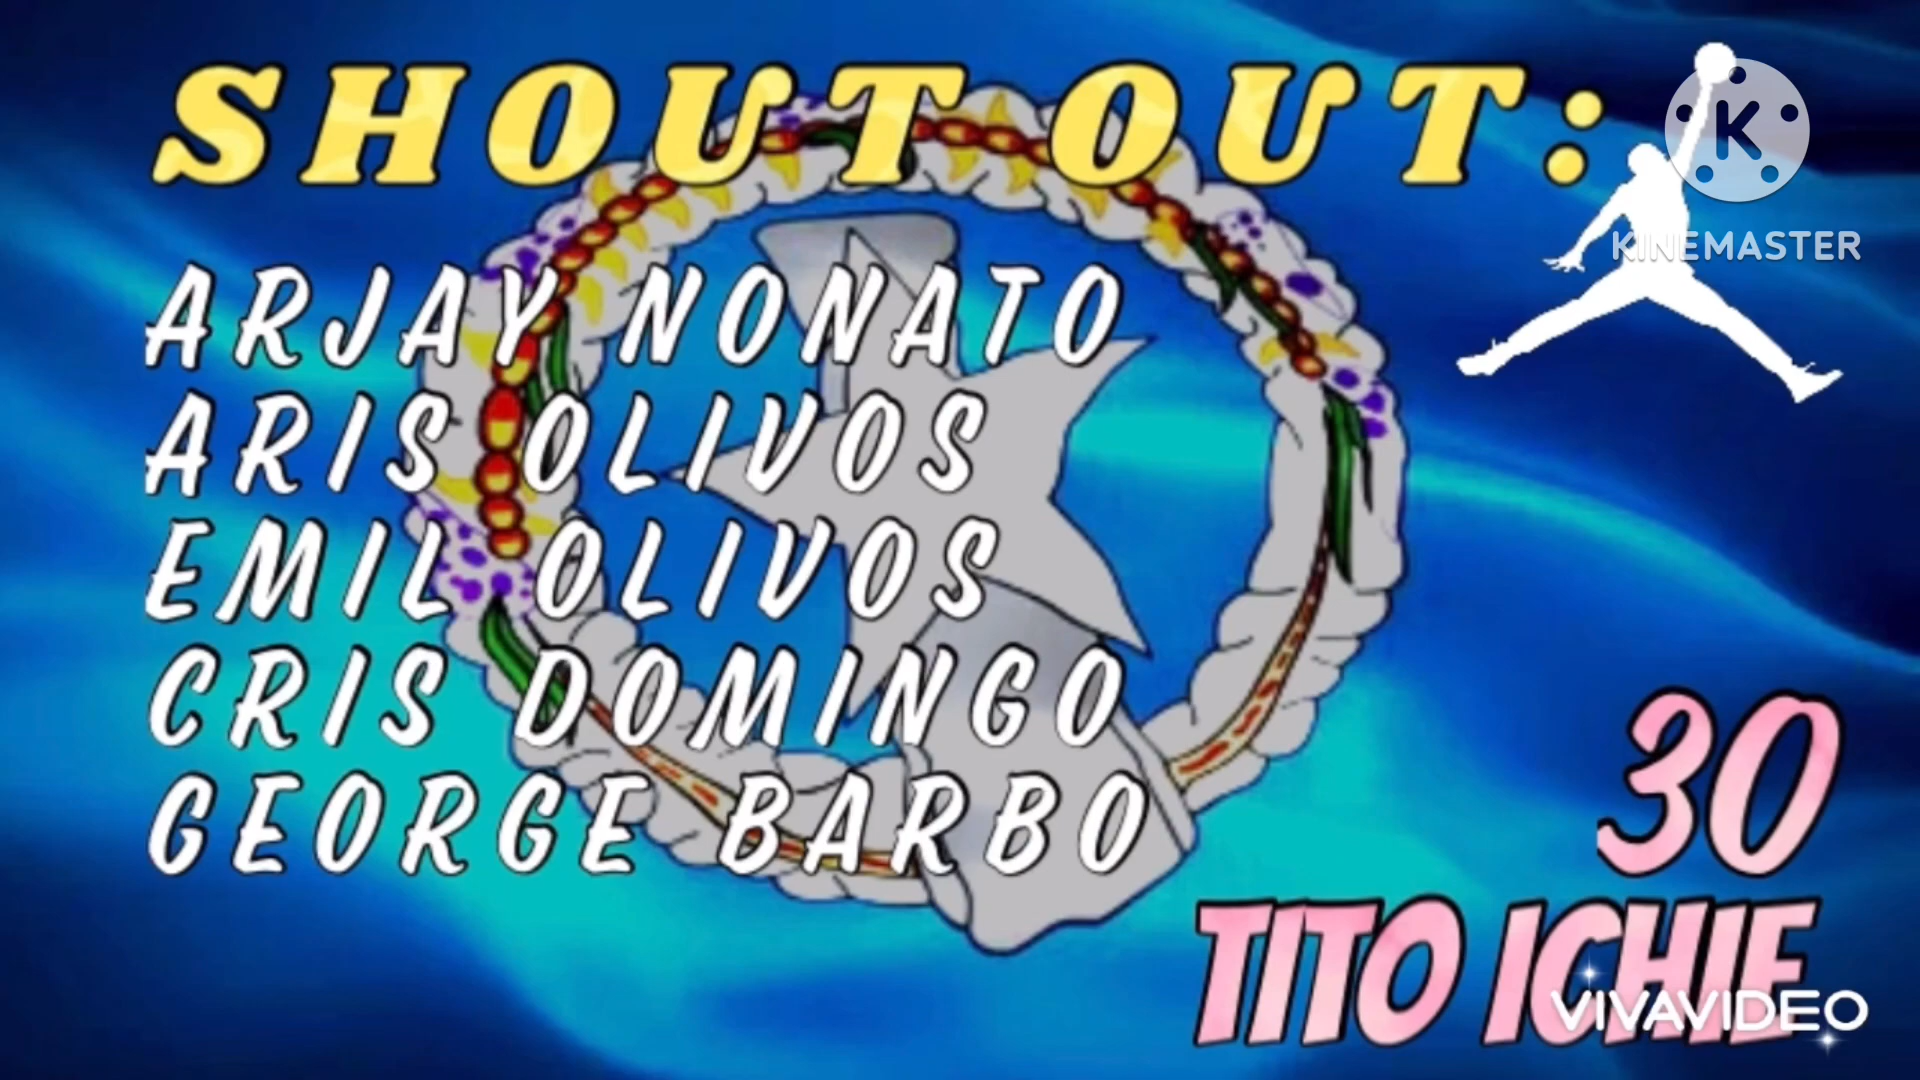 SHOUT OUT:
K
KINEMASTER
ARJAY NONATO
ARIS OLIVOS
EMIL OLIVOS
CRIS DOMINGO
GEORGE BARBO
30
TITO ICHIE
VIVAVIDEO